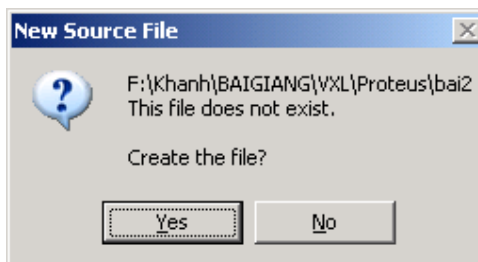 New Source File
F:\Khanh\BAIGIANG\VXL\Proteus\bai2
This file does not exist.
Create the file?
Yes
No